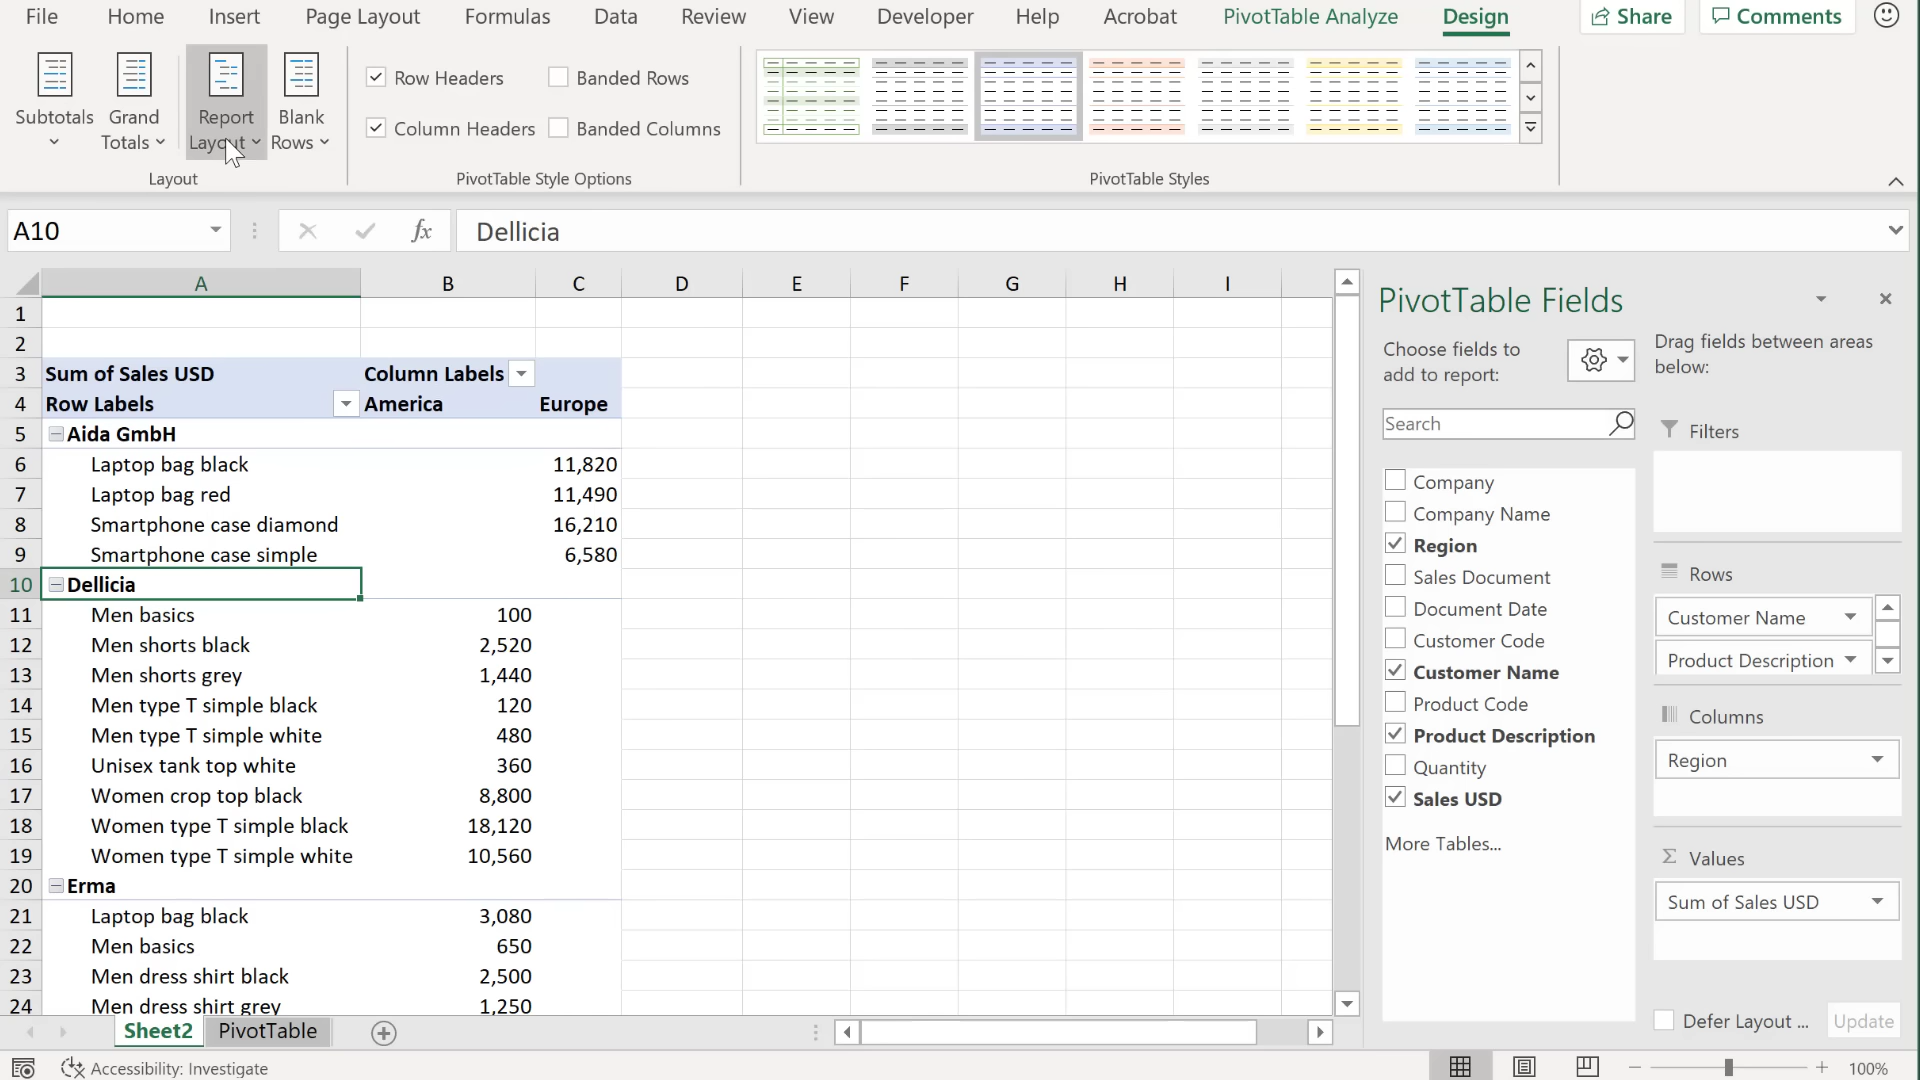 File Home Insert Page Layout Formulas Data Review View Developer Help Acrobat PivotTable Analyze Design Share Comments
Subtotals
Grand Totals
Report Layout
Blank Rows
Layout
Row Headers Banded Rows
Column Headers Banded Columns
PivotTable Style Options
PivotTable Styles
A10 fx Dellicia
A B C D E F G H I
1
2
3 Sum of Sales USD Column Labels
4 Row Labels America Europe
5 Aida GmbH
6 Laptop bag black 11,820
7 Laptop bag red 11,490
8 Smartphone case diamond 16,210
9 Smartphone case simple 6,580
10 Dellicia
11 Men basics 100
12 Men shorts black 2,520
13 Men shorts grey 1,440
14 Men type T simple black 120
15 Men type T simple white 480
16 Unisex tank top white 360
17 Women crop top black 8,800
18 Women type T simple black 18,120
19 Women type T simple white 10,560
20 Erma
21 Laptop bag black 3,080
22 Men basics 650
23 Men dress shirt black 2,500
24 Men dress shirt grey 1,250
PivotTable Fields
Choose fields to
add to report:
Search
Company
Company Name
Region
Sales Document
Document Date
Customer Code
Customer Name
Product Code
Product Description
Quantity
Sales USD
More Tables...
Drag fields between areas
below:
Filters
Rows
Customer Name
Product Description
Columns
Region
Σ Values
Sum of Sales USD
Defer Layout ... Update
Sheet2 PivotTable
Accessibility: Investigate 100%